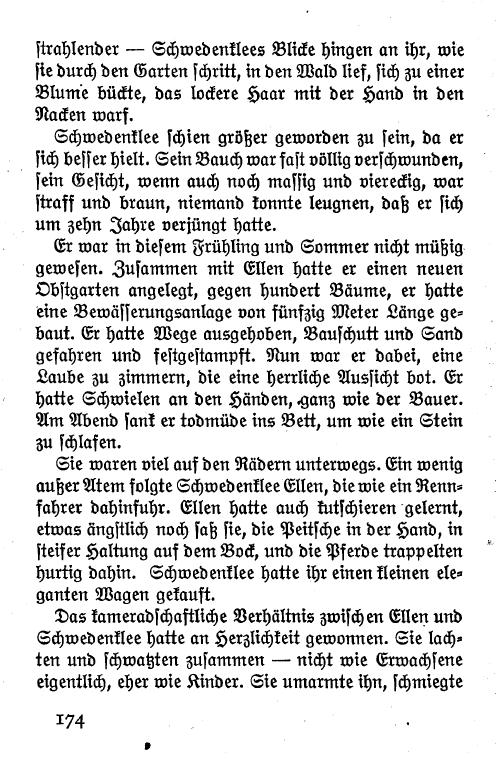 strahlender — Schwedenklees Blicke hingen an ihr, wie
sie durch den Garten schritt, in den Wald lief, sich zu einer
Blume bückte, das lockere Haar mit der Hand in den
Nacken warf.
Schwedenklee schien größer geworden zu sein, da er
sich besser hielt. Sein Bauch war fast völlig verschwunden,
sein Gesicht, wenn auch noch massig und viereckig, war
straff und braun, niemand konnte leugnen, daß er sich
um zehn Jahre verjüngt hatte.
Er war in diesem Frühling und Sommer nicht müßig
gewesen. Zusammen mit Ellen hatte er einen neuen
Obstgarten angelegt, gegen hundert Bäume, er hatte
eine Bewässerungsanlage von fünfzig Meter Länge ge-
baut. Er hatte Wege ausgehoben, Bauschutt und Sand
gefahren und festgestampft. Nun war er dabei, eine
Laube zu zimmern, die eine herrliche Aussicht bot. Er
hatte Schwielen an den Händen, ganz wie der Bauer.
Am Abend sank er todmüde ins Bett, um wie ein Stein
zu schlafen.
Sie waren viel auf den Rädern unterwegs. Ein wenig
außer Atem folgte Schwedenklee Ellen, die wie ein Renn-
fahrer dahinfuhr. Ellen hatte auch kutschieren gelernt,
etwas ängstlich noch saß sie, die Peitsche in der Hand, in
steifer Haltung auf dem Bock, und die Pferde trappelten
hurtig dahin. Schwedenklee hatte ihr einen kleinen ele-
ganten Wagen gekauft.
Das kameradschaftliche Verhältnis zwischen Ellen und
Schwedenklee hatte an Herzlichkeit gewonnen. Sie lach-
ten und schwatzten zusammen — nicht wie Erwachsene
eigentlich, eher wie Kinder. Sie umarmte ihn, schmiegte
174